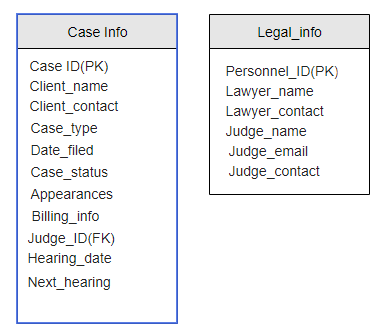 Case Info
Case ID(PK)
Client_name
Client_contact
Case_type
Date_filed
Case_status
Appearances
Billing_info
Judge_ID(FK)
Hearing_date
Next_hearing
Legal_info
Personnel_ID(PK)
Lawyer_name
Lawyer_contact
Judge_name
Judge_email
Judge_contact